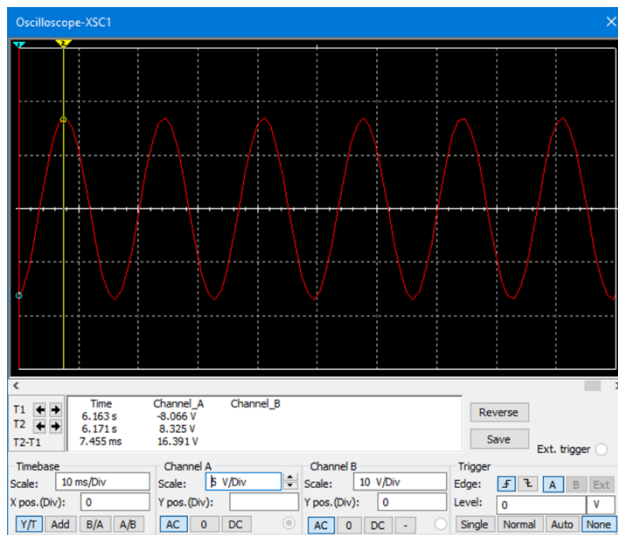 Oscilloscope-XSC1
1 2
T1 Time Channel_A Channel_B
6.163 s -8.066 V
T2 6.171 s 8.325 V
T2-T1 7.455 ms 16.391 V
Reverse
Save
Ext. trigger
Timebase Channel A Channel B Trigger
Scale: 10 ms/Div Scale: 5 V/Div Scale: 10 V/Div Edge: A B Ext
X pos.(Div): 0 Y pos.(Div): Y pos.(Div): 0 Level: 0 V
Y/T Add B/A A/B AC 0 DC AC 0 DC - Single Normal Auto None